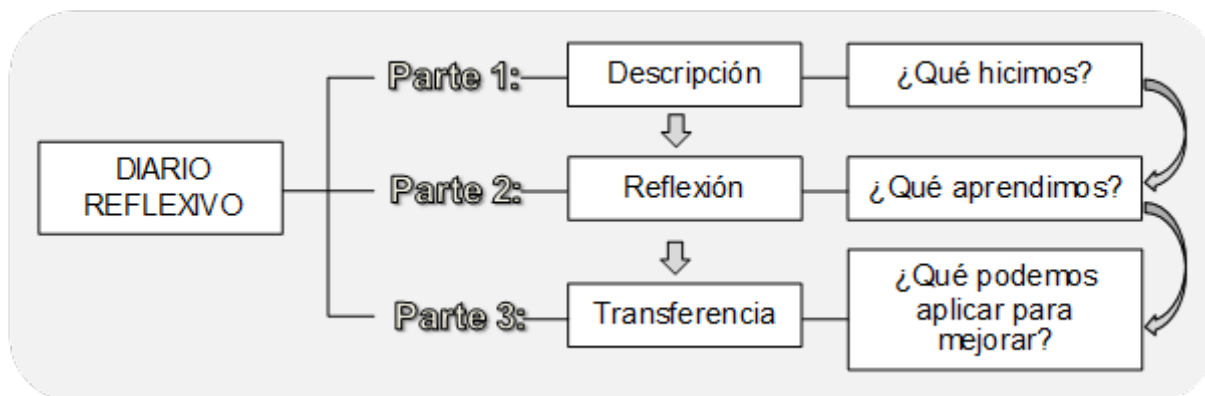 Parte 1:
Descripción
¿Qué hicimos?
DIARIO
REFLEXIVO
Parte 2:
Reflexión
¿Qué aprendimos?
Parte 3:
Transferencia
¿Qué podemos
aplicar para
mejorar?